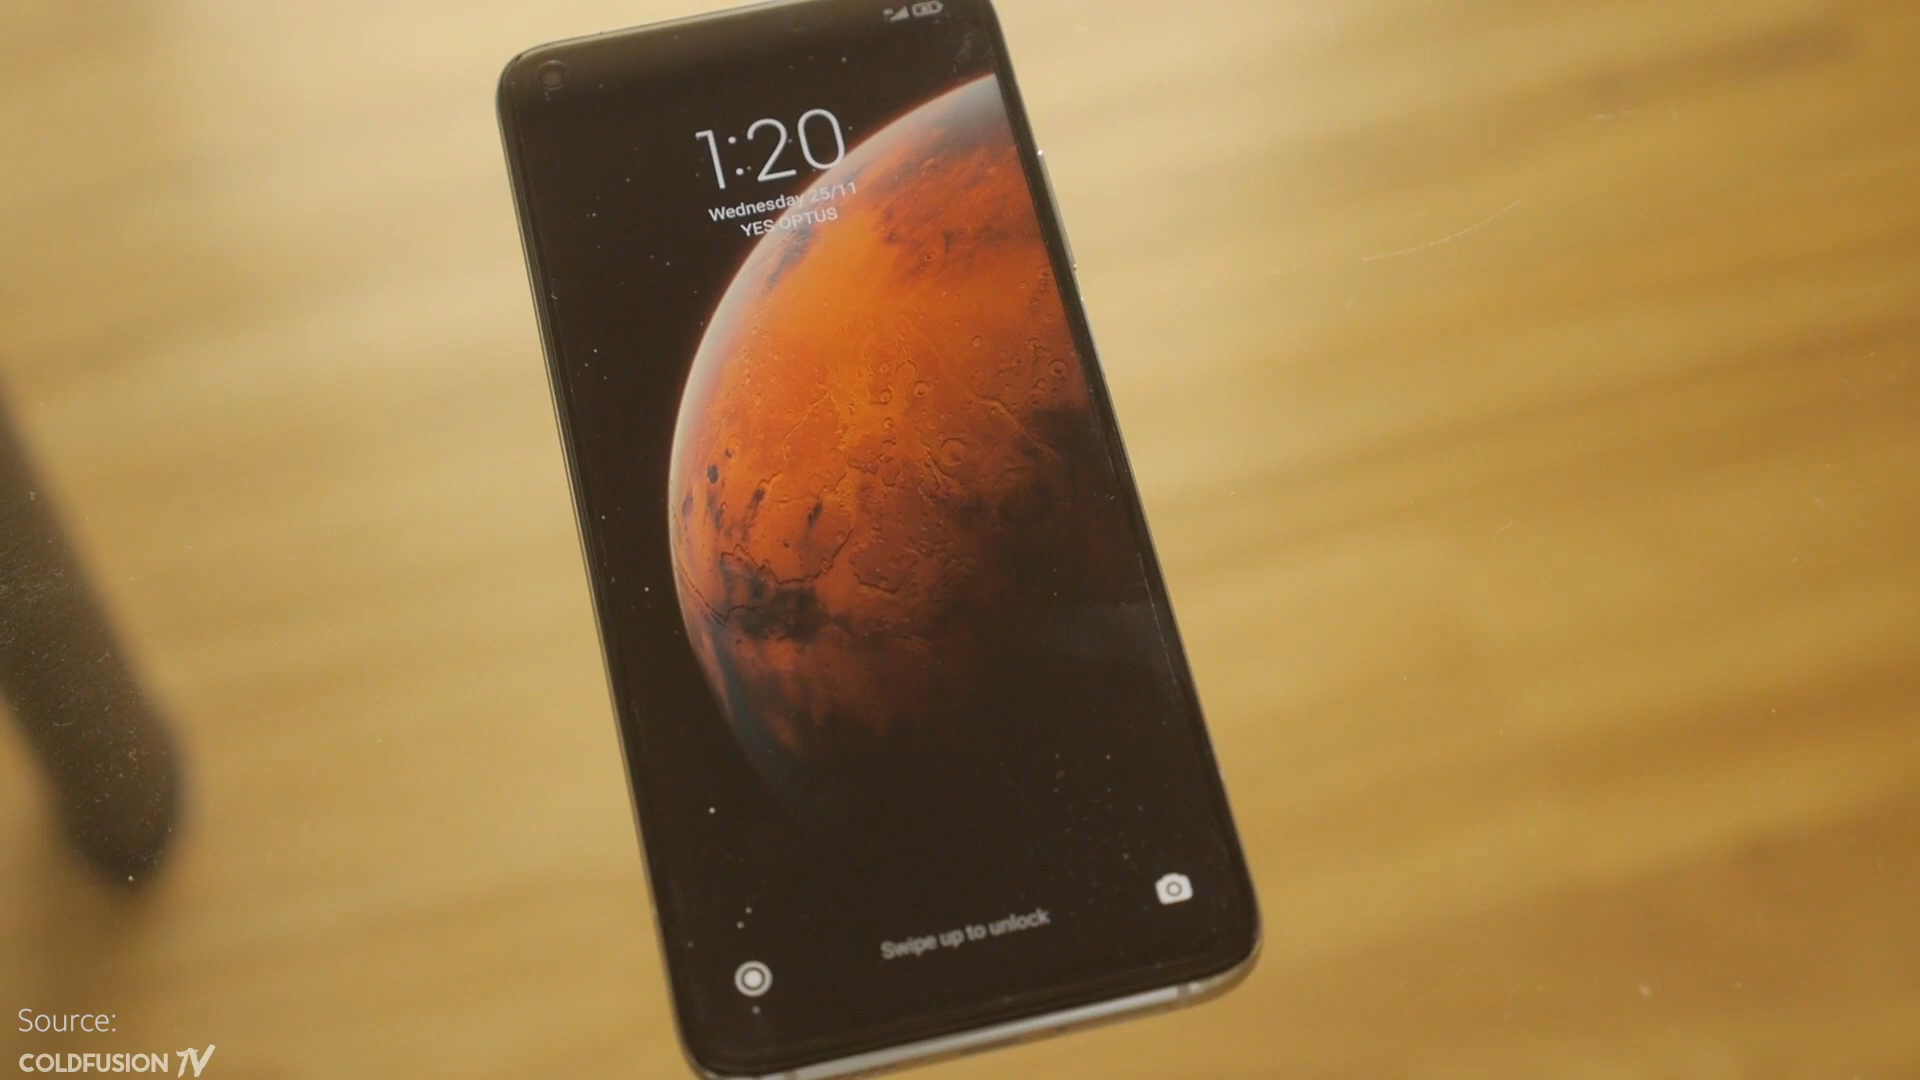 1:20
Wednesday 25/11
YES OPTUS
Swipe up to unlock
Source:
COLDFUSION TV